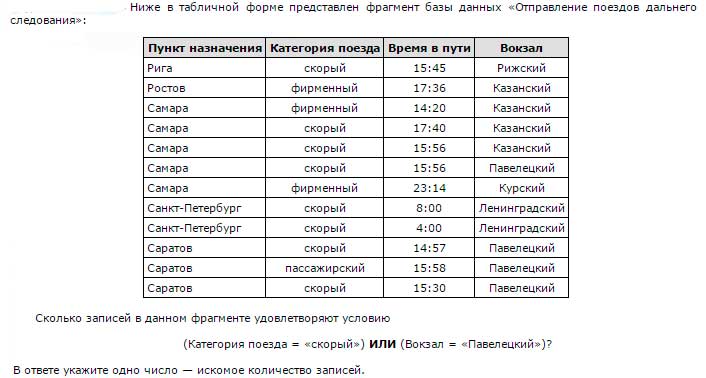 Ниже в табличной форме представлен фрагмент базы данных «Отправление поездов дальнего
следования»:
Пункт назначения Категория поезда Время в пути Вокзал
Рига скорый 15:45 Рижский
Ростов фирменный 17:36 Казанский
Самара фирменный 14:20 Казанский
Самара скорый 17:40 Казанский
Самара скорый 15:56 Казанский
Самара скорый 15:56 Павелецкий
Самара фирменный 23:14 Курский
Санкт-Петербург скорый 8:00 Ленинградский
Санкт-Петербург скорый 4:00 Ленинградский
Саратов скорый 14:57 Павелецкий
Саратов пассажирский 15:58 Павелецкий
Саратов скорый 15:30 Павелецкий
Сколько записей в данном фрагменте удовлетворяют условию
(Категория поезда = «скорый») ИЛИ (Вокзал = «Павелецкий»)?
В ответе укажите одно число — искомое количество записей.